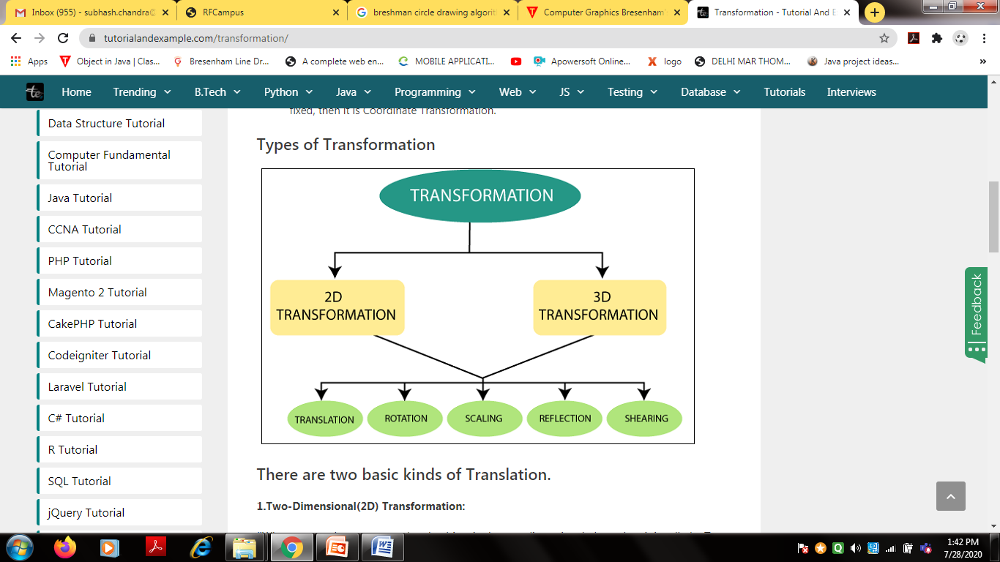 Inbox (955) - subhash.chandra@
RFCampus
breshman circle drawing algorit
Computer Graphics Bresenham
Transformation - Tutorial And E
tutorialandexample.com/transformation/
Apps
Object in Java | Clas...
Bresenham Line Dr...
A complete web en...
MOBILE APPLICATI...
Apowersoft Online...
logo
DELHI MAR THOM...
Java project ideas...
»
te
Home
Trending
B.Tech
Python
Java
Programming
Web
JS
Testing
Database
Tutorials
Interviews
Data Structure Tutorial
Computer Fundamental
Tutorial
Java Tutorial
CCNA Tutorial
PHP Tutorial
Magento 2 Tutorial
CakePHP Tutorial
Codeigniter Tutorial
Laravel Tutorial
C# Tutorial
R Tutorial
SQL Tutorial
jQuery Tutorial
fixed, then it is Coordinate Transformation.
Types of Transformation
TRANSFORMATION
2D
TRANSFORMATION
3D
TRANSFORMATION
TRANSLATION
ROTATION
SCALING
REFLECTION
SHEARING
There are two basic kinds of Translation.
1.Two-Dimensional(2D) Transformation:
Feedback
1:42 PM
7/28/2020